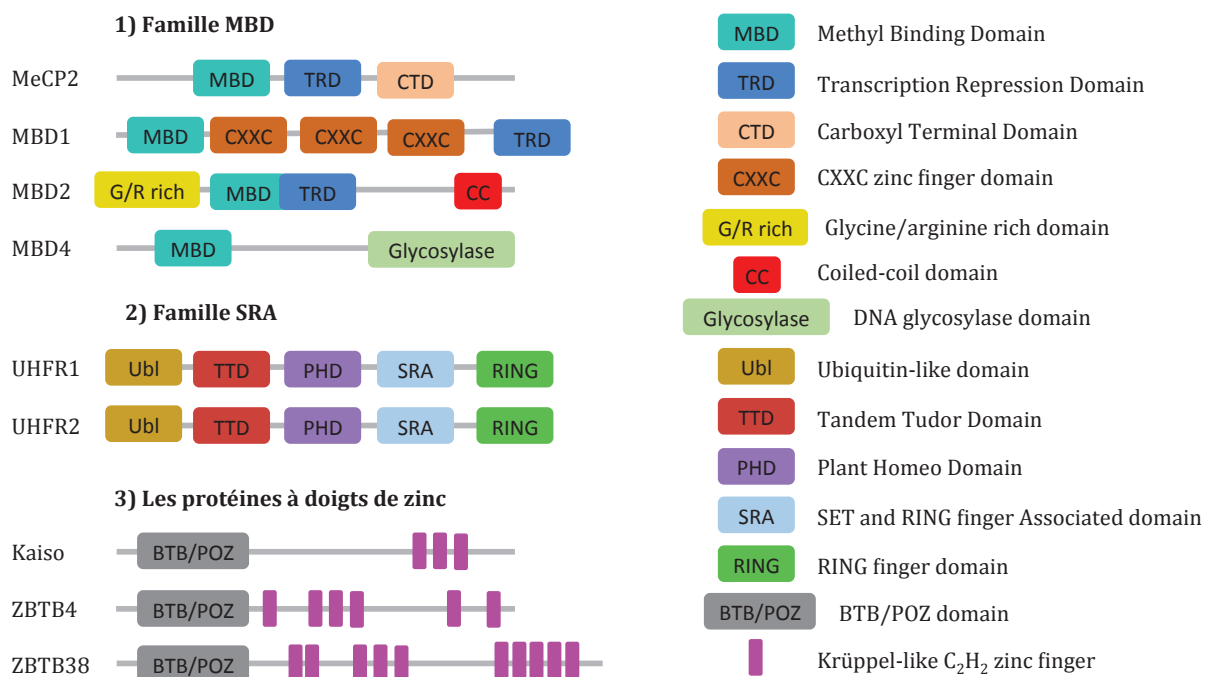 1) Famille MBD
MeCP2 MBD TRD CTD
MBD1 MBD CXXC CXXC CXXC TRD
MBD2 G/R rich MBD TRD CC
MBD4 MBD Glycosylase
2) Famille SRA
UHFR1 Ubl TTD PHD SRA RING
UHFR2 Ubl TTD PHD SRA RING
3) Les protéines à doigts de zinc
Kaiso BTB/POZ
ZBTB4 BTB/POZ
ZBTB38 BTB/POZ
MBD Methyl Binding Domain
TRD Transcription Repression Domain
CTD Carboxyl Terminal Domain
CXXC CXXC zinc finger domain
G/R rich Glycine/arginine rich domain
CC Coiled-coil domain
Glycosylase DNA glycosylase domain
Ubl Ubiquitin-like domain
TTD Tandem Tudor Domain
PHD Plant Homeo Domain
SRA SET and RING finger Associated domain
RING RING finger domain
BTB/POZ BTB/POZ domain
Krüppel-like C₂H₂ zinc finger